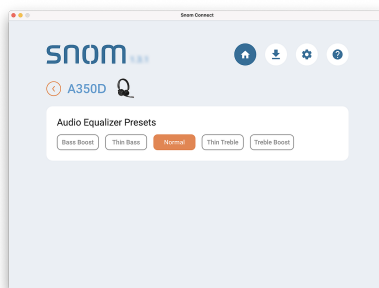 Snom Connect
snom
A350D
Audio Equalizer Presets
Bass Boost Thin Bass Normal Thin Treble Treble Boost